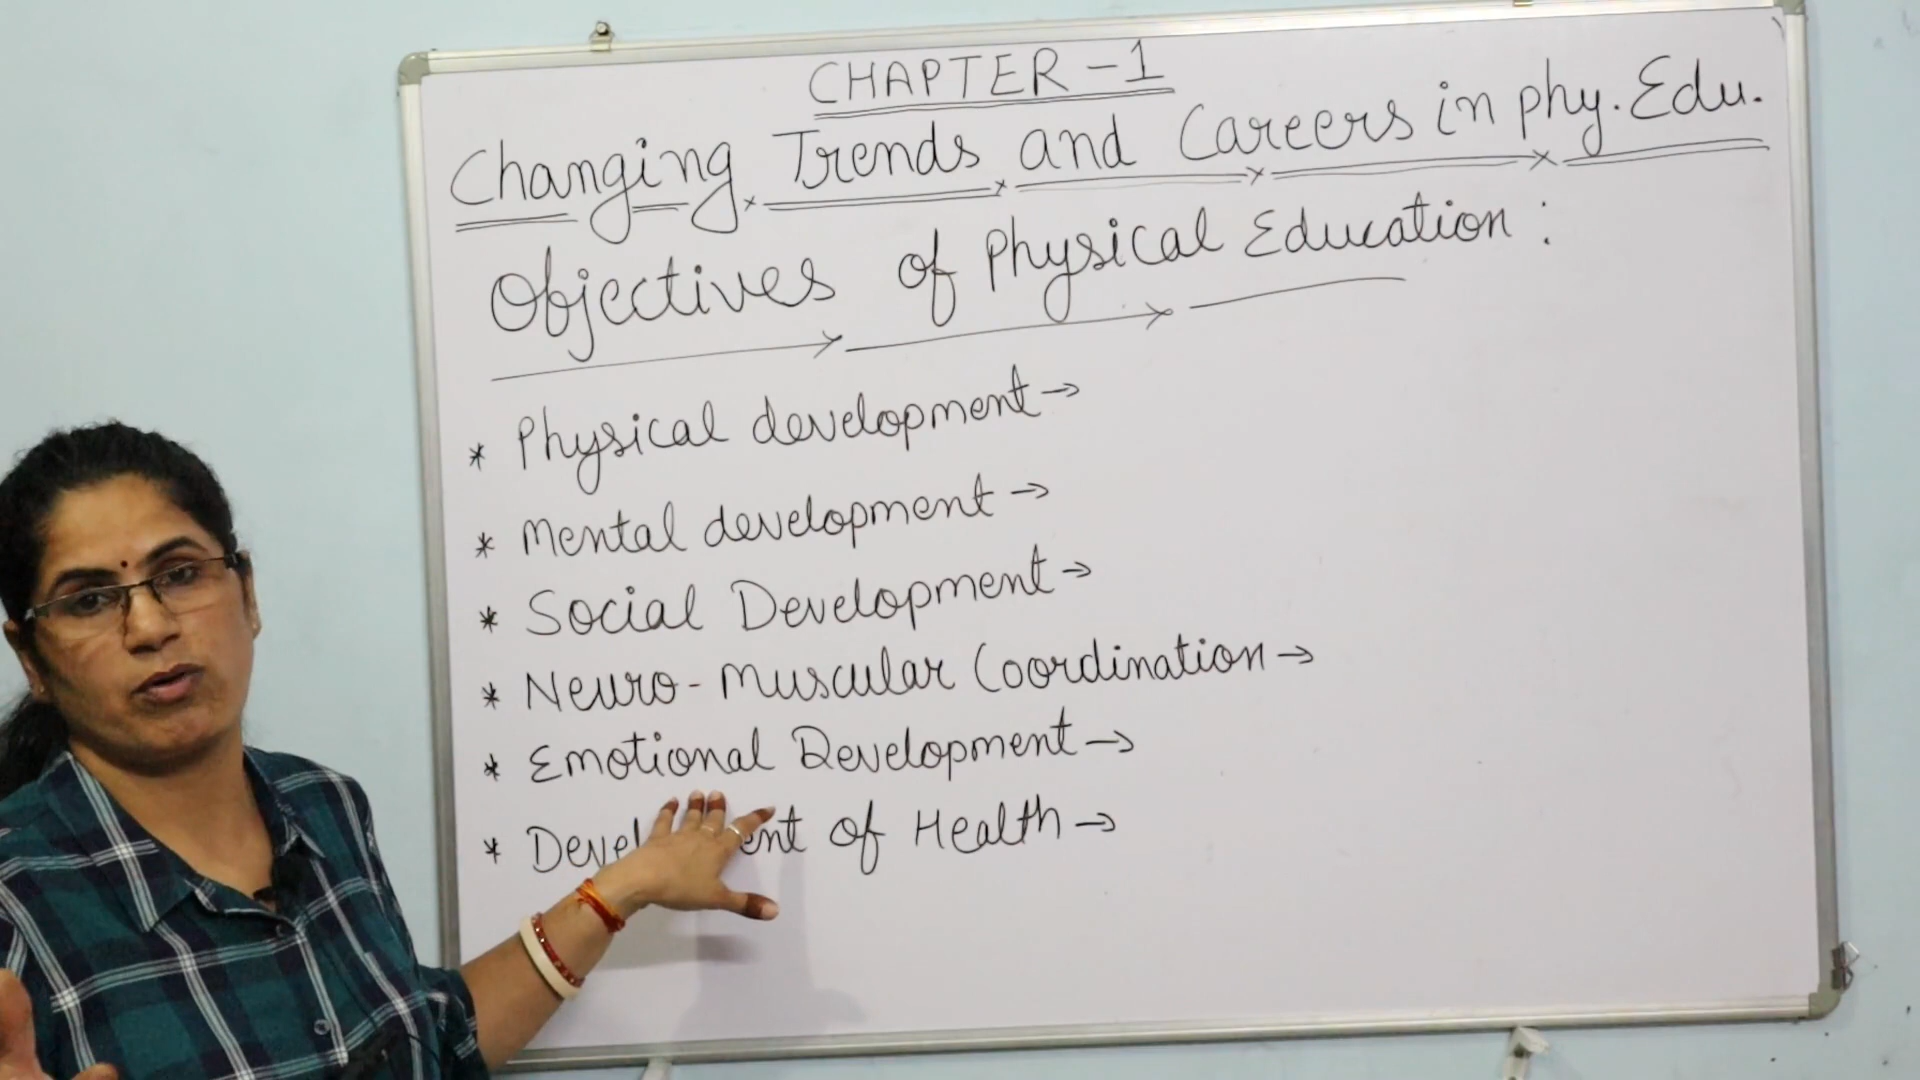 CHAPTER - 1
Changing Trends and Careers in phy. Edu.
Objectives of Physical Education :
* Physical development →
* Mental development →
* Social Development →
* Neuro - Muscular Coordination →
* Emotional Development →
* of Health →